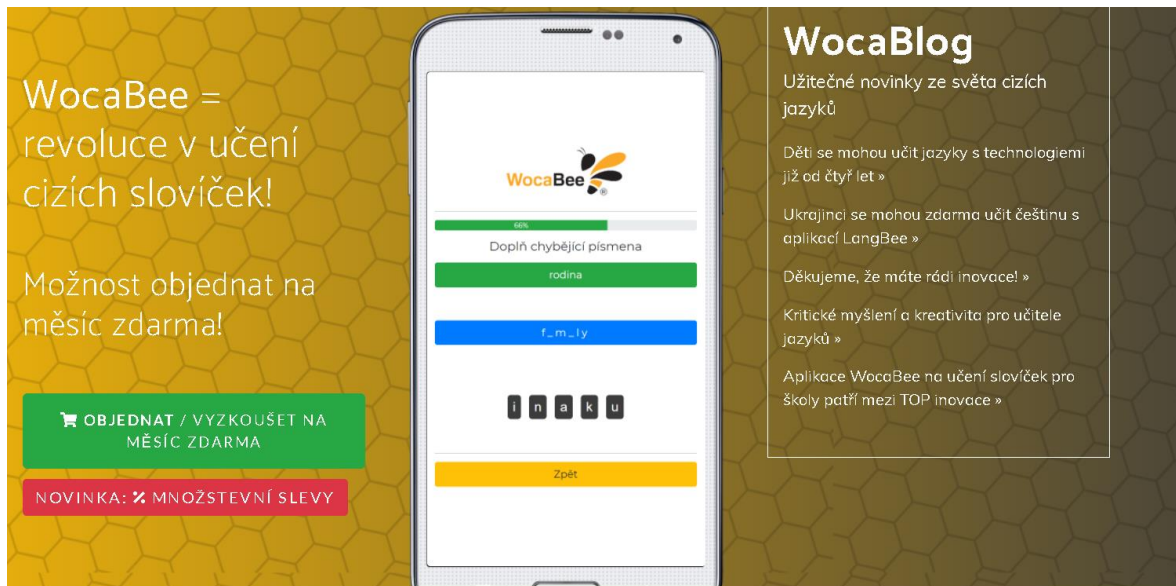 WocaBee =
revoluce v učení
cizích slovíček!
Možnost objednat na
měsíc zdarma!
OBJEDNAT / VYZKOUŠET NA
MĚSÍC ZDARMA
NOVINKA: % MNOŽSTEVNÍ SLEVY
WocaBee®
66%
Doplň chybějící písmena
rodina
f_m_ly
i n a k u
Zpět
WocaBlog
Užitečné novinky ze světa cizích
jazyků
Děti se mohou učit jazyky s technologiemi
již od čtyř let »
Ukrajinci se mohou zdarma učit češtinu s
aplikací LangBee »
Děkujeme, že máte rádi inovace! »
Kritické myšlení a kreativita pro učitele
jazyků »
Aplikace WocaBee na učení slovíček pro
školy patří mezi TOP inovace »